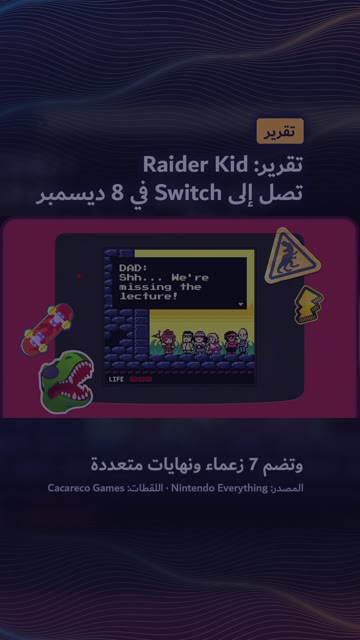 تقرير
تقرير: Raider Kid
تصل إلى Switch في 8 ديسمبر
DAD:
Shh... We're
missing the
lecture!
LIFE
وتضم 7 زعماء ونهايات متعددة
المصدر: Nintendo Everything · اللقطات: Cacareco Games